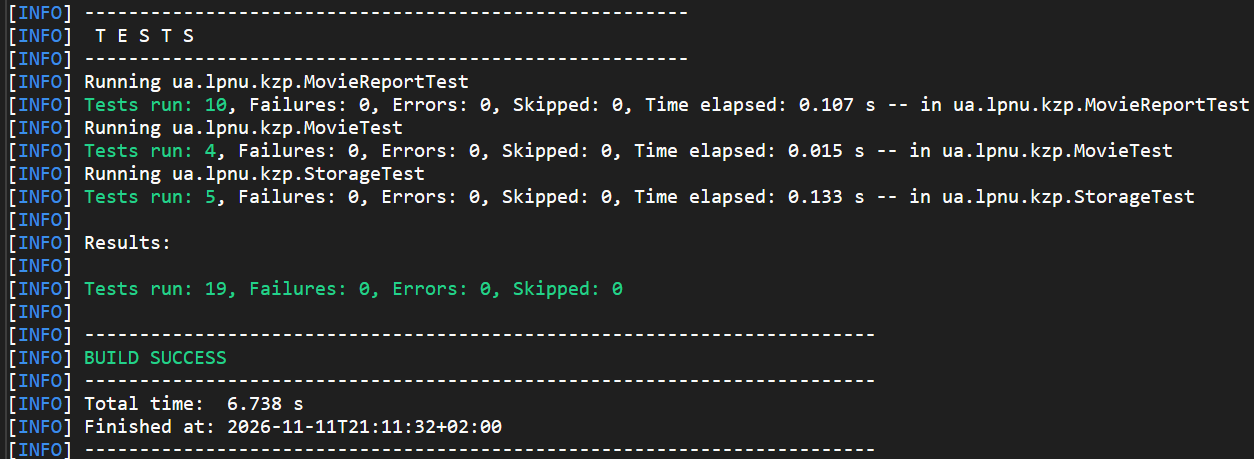 [INFO] -------------------------------------------------------
[INFO]  T E S T S
[INFO] -------------------------------------------------------
[INFO] Running ua.lpnu.kzp.MovieReportTest
[INFO] Tests run: 10, Failures: 0, Errors: 0, Skipped: 0, Time elapsed: 0.107 s -- in ua.lpnu.kzp.MovieReportTest
[INFO] Running ua.lpnu.kzp.MovieTest
[INFO] Tests run: 4, Failures: 0, Errors: 0, Skipped: 0, Time elapsed: 0.015 s -- in ua.lpnu.kzp.MovieTest
[INFO] Running ua.lpnu.kzp.StorageTest
[INFO] Tests run: 5, Failures: 0, Errors: 0, Skipped: 0, Time elapsed: 0.133 s -- in ua.lpnu.kzp.StorageTest
[INFO]
[INFO] Results:
[INFO]
[INFO] Tests run: 19, Failures: 0, Errors: 0, Skipped: 0
[INFO]
[INFO] ------------------------------------------------------------------------
[INFO] BUILD SUCCESS
[INFO] ------------------------------------------------------------------------
[INFO] Total time:  6.738 s
[INFO] Finished at: 2026-11-11T21:11:32+02:00
[INFO] ------------------------------------------------------------------------